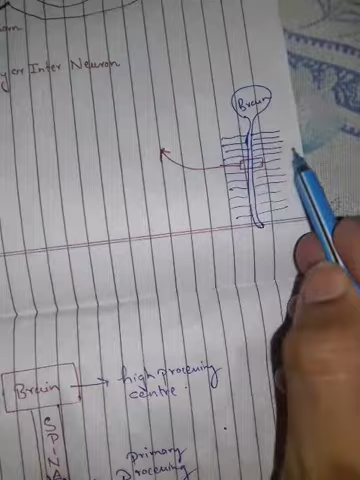 yer Inter Neuron
Brain
Brain
high processing
centre.
SPINA
Primary
Processing